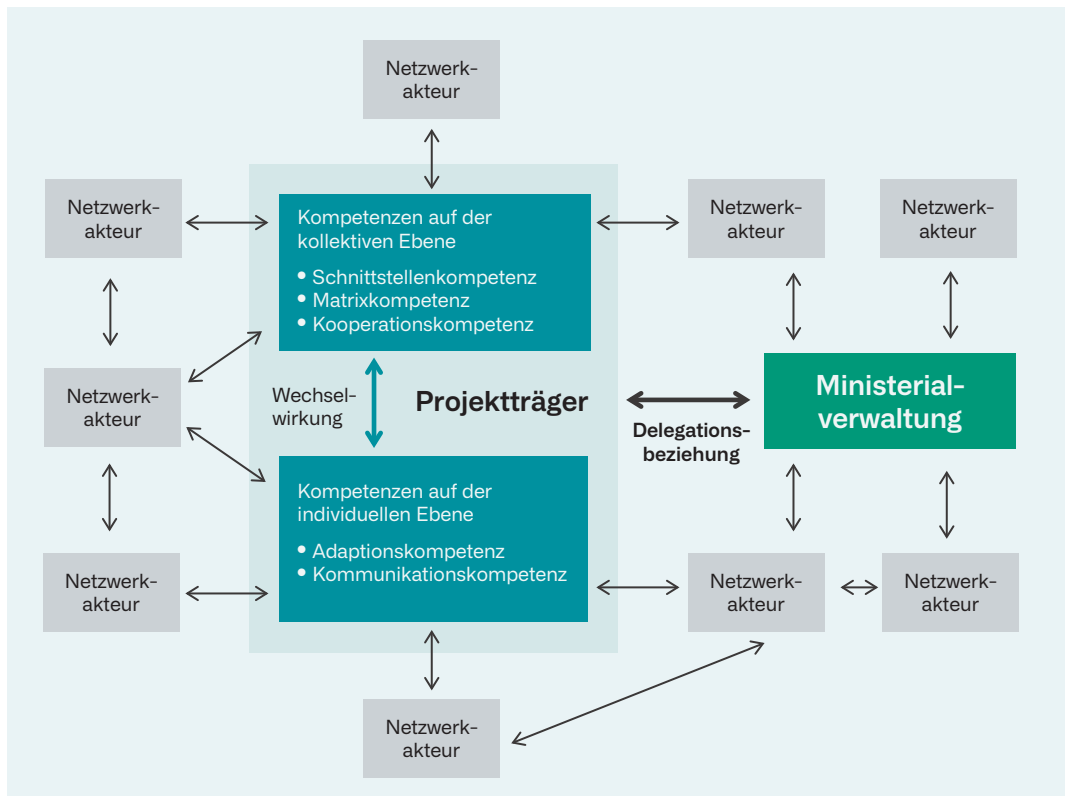 Netzwerk-
akteur
Netzwerk-
akteur
Kompetenzen auf der
kollektiven Ebene
• Schnittstellenkompetenz
• Matrixkompetenz
• Kooperationskompetenz
Netzwerk-
akteur
Netzwerk-
akteur
Netzwerk-
akteur
Wechsel-
wirkung
Projektträger
Delegations-
beziehung
Ministerial-
verwaltung
Kompetenzen auf der
individuellen Ebene
• Adaptionskompetenz
• Kommunikationskompetenz
Netzwerk-
akteur
Netzwerk-
akteur
Netzwerk-
akteur
Netzwerk-
akteur